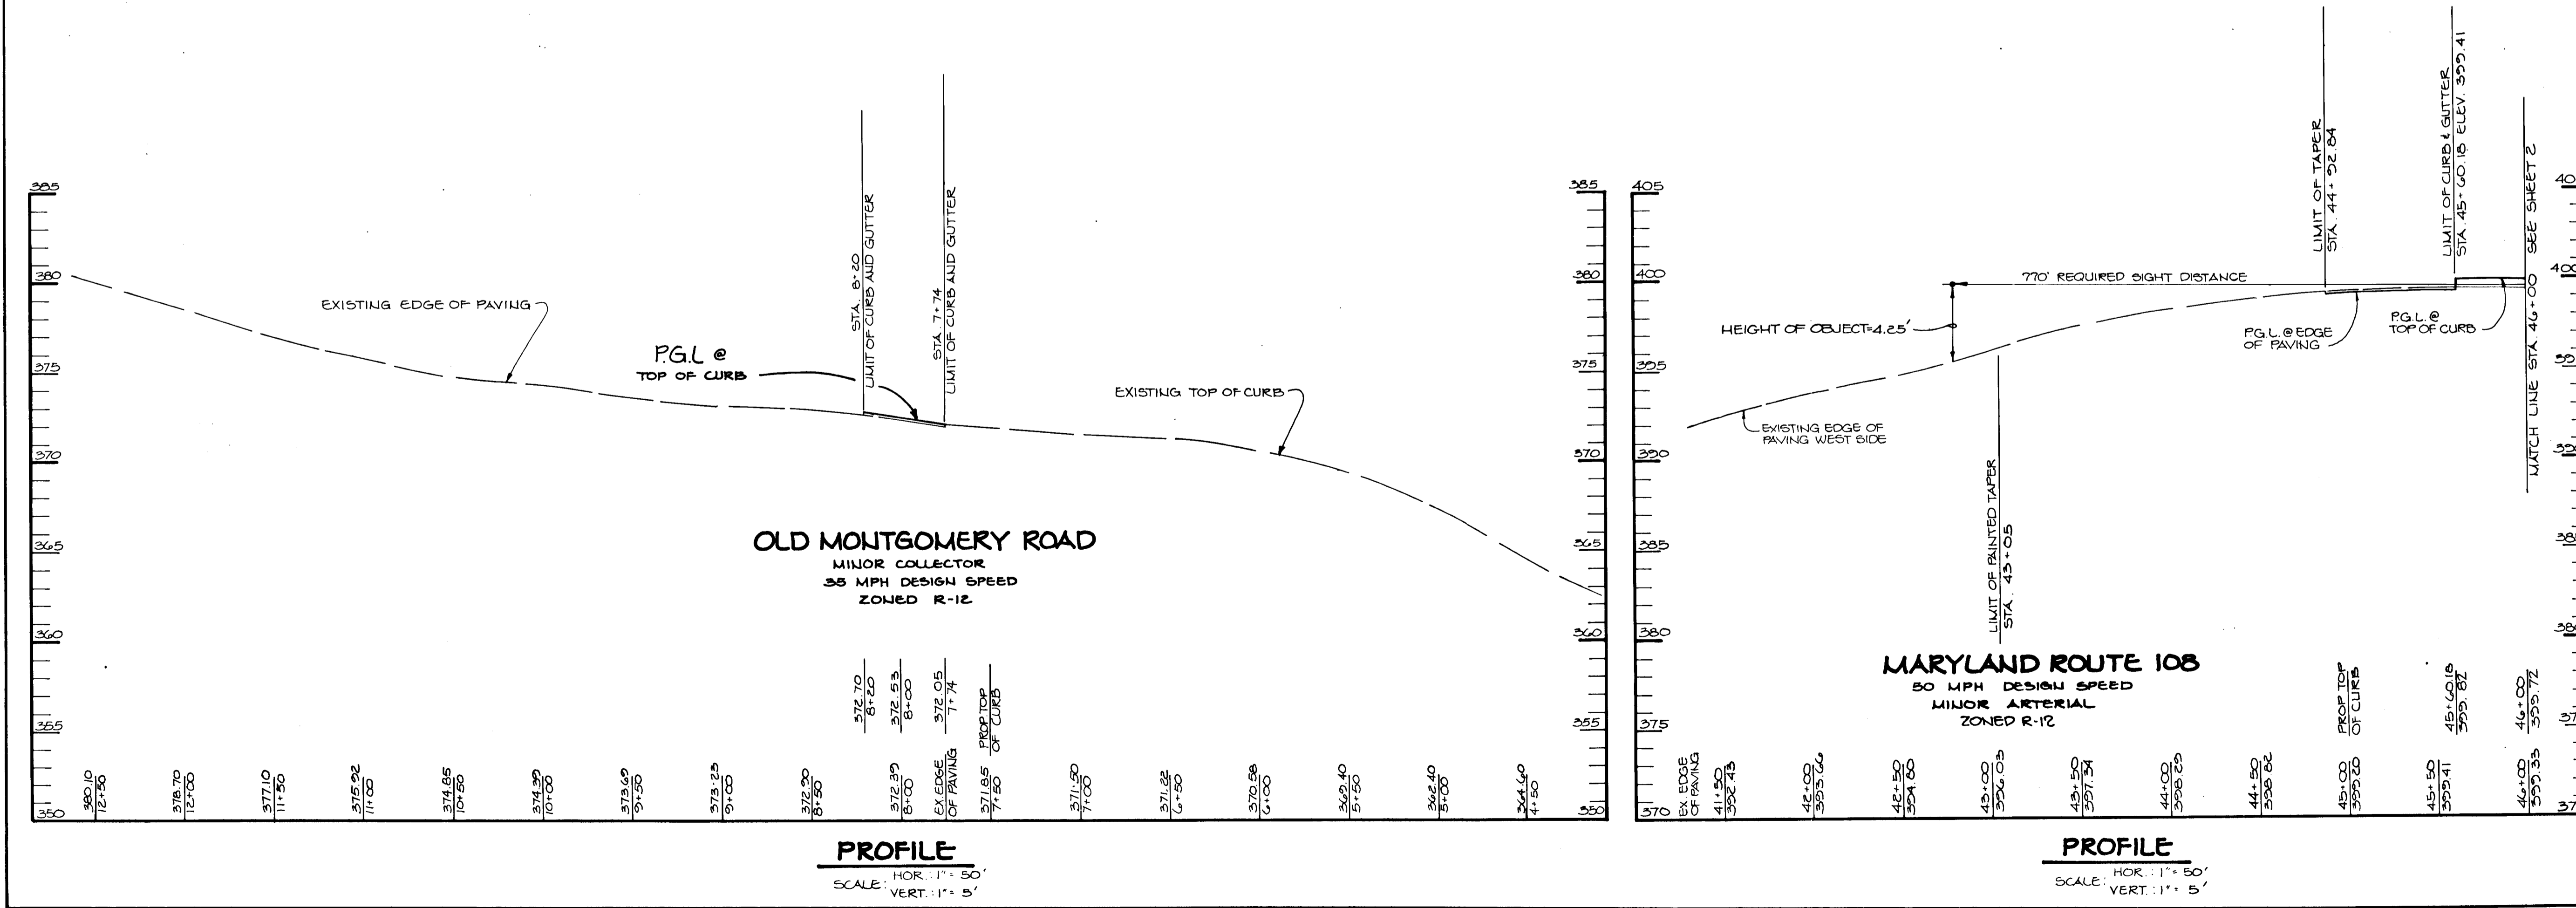 385
380
375
370
365
360
355
350
EXISTING EDGE OF PAVING
P.G.L @
TOP OF CURB
STA. 8+20
LIMIT OF CURB AND GUTTER
STA. 7+74
LIMIT OF CURB AND GUTTER
EXISTING TOP OF CURB
OLD MONTGOMERY ROAD
MINOR COLLECTOR
35 MPH DESIGN SPEED
ZONED R-12
372.70
8+20
372.53
8+00
372.05
7+74
PROP TOP
OF CURB
380.10
12+50
378.70
12+00
377.10
11+50
375.92
11+00
374.85
10+50
374.39
10+00
373.69
9+50
373.23
9+00
372.90
8+50
372.39
8+00
EX EDGE
OF PAVING
371.85
7+50
371.50
7+00
371.22
6+50
370.58
6+00
369.40
5+50
362.40
5+00
364.60
4+50
385
380
375
370
365
360
355
350
PROFILE
SCALE: HOR.: 1"= 50'
VERT.: 1"= 5'
405
400
395
390
385
380
375
370
770' REQUIRED SIGHT DISTANCE
HEIGHT OF OBJECT=4.25'
EXISTING EDGE OF
PAVING WEST SIDE
LIMIT OF PAINTED TAPER
STA. 43+05
LIMIT OF TAPER
STA. 44+92.84
LIMIT OF CURB & GUTTER
STA. 45+60.18 ELEV. 399.41
MATCH LINE STA. 46+00 SEE SHEET 2
P.G.L. @ EDGE
OF PAVING
P.G.L. @
TOP OF CURB
MARYLAND ROUTE 108
50 MPH DESIGN SPEED
MINOR ARTERIAL
ZONED R-12
PROP TOP
OF CURB
45+60.18
399.82
46+00
399.72
EX EDGE
OF PAVING
41+50
392.43
42+00
393.66
42+50
394.80
43+00
396.03
43+50
397.34
44+00
398.29
44+50
398.82
45+00
399.20
45+50
399.41
46+00
399.33
PROFILE
SCALE: HOR.: 1"= 50'
VERT.: 1"= 5'